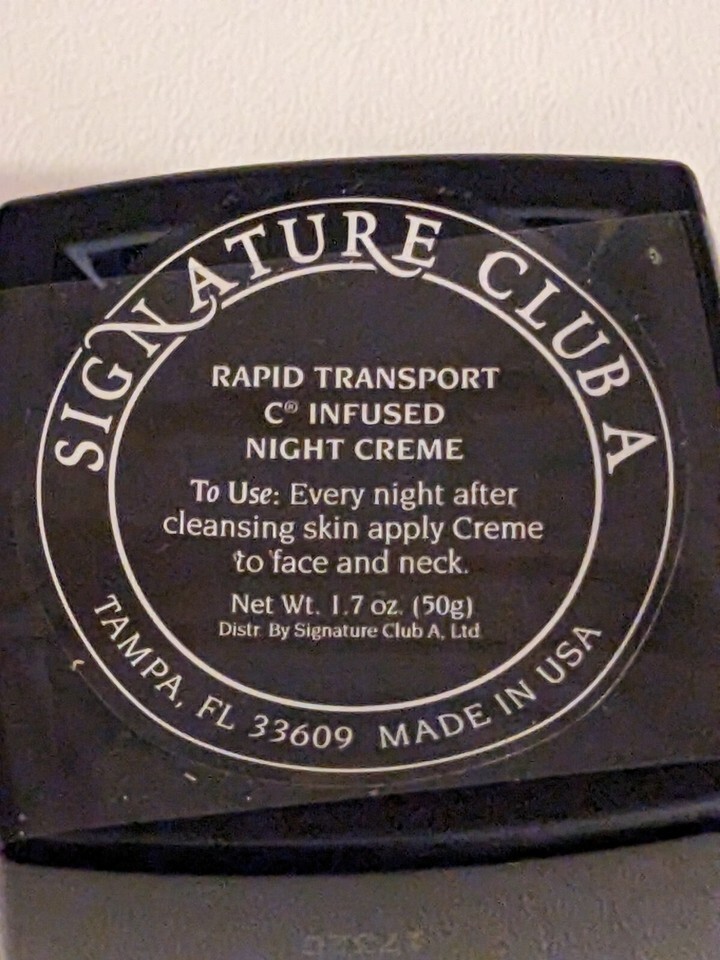 SIGNATURE CLUB A
RAPID TRANSPORT
C® INFUSED
NIGHT CREME
To Use: Every night after
cleansing skin apply Creme
to face and neck.
Net Wt. 1.7 oz. (50g)
Distr. By Signature Club A, Ltd
TAMPA, FL 33609 MADE IN USA